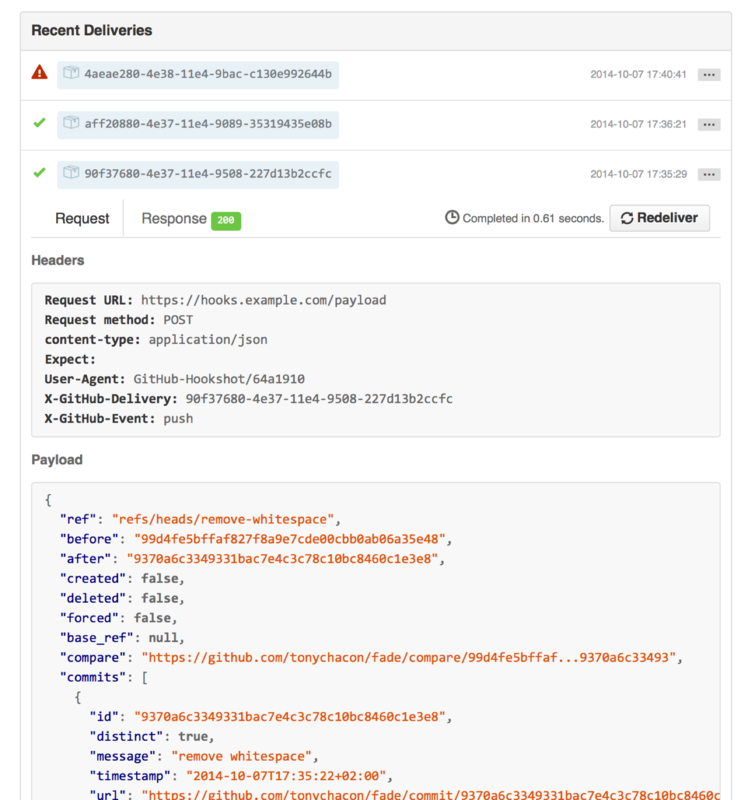 Recent Deliveries
4aeae280-4e38-11e4-9bac-c130e992644b 2014-10-07 17:40:41
aff20880-4e37-11e4-9089-35319435e08b 2014-10-07 17:36:21
90f37680-4e37-11e4-9508-227d13b2ccfc 2014-10-07 17:35:29
Request Response 200 Completed in 0.61 seconds. Redeliver
Headers
Request URL: https://hooks.example.com/payload
Request method: POST
content-type: application/json
Expect:
User-Agent: GitHub-Hookshot/64a1910
X-GitHub-Delivery: 90f37680-4e37-11e4-9508-227d13b2ccfc
X-GitHub-Event: push
Payload
{
"ref": "refs/heads/remove-whitespace",
"before": "99d4fe5bffaf827f8a9e7cde00cbb0ab06a35e48",
"after": "9370a6c3349331bac7e4c3c78c10bc8460c1e3e8",
"created": false,
"deleted": false,
"forced": false,
"base_ref": null,
"compare": "https://github.com/tonychacon/fade/compare/99d4fe5bffaf...9370a6c33493",
"commits": [
{
"id": "9370a6c3349331bac7e4c3c78c10bc8460c1e3e8",
"distinct": true,
"message": "remove whitespace",
"timestamp": "2014-10-07T17:35:22+02:00",
"url": "https://github.com/tonychacon/fade/commit/9370a6c3349331bac7e4c3c78c10bc8460c